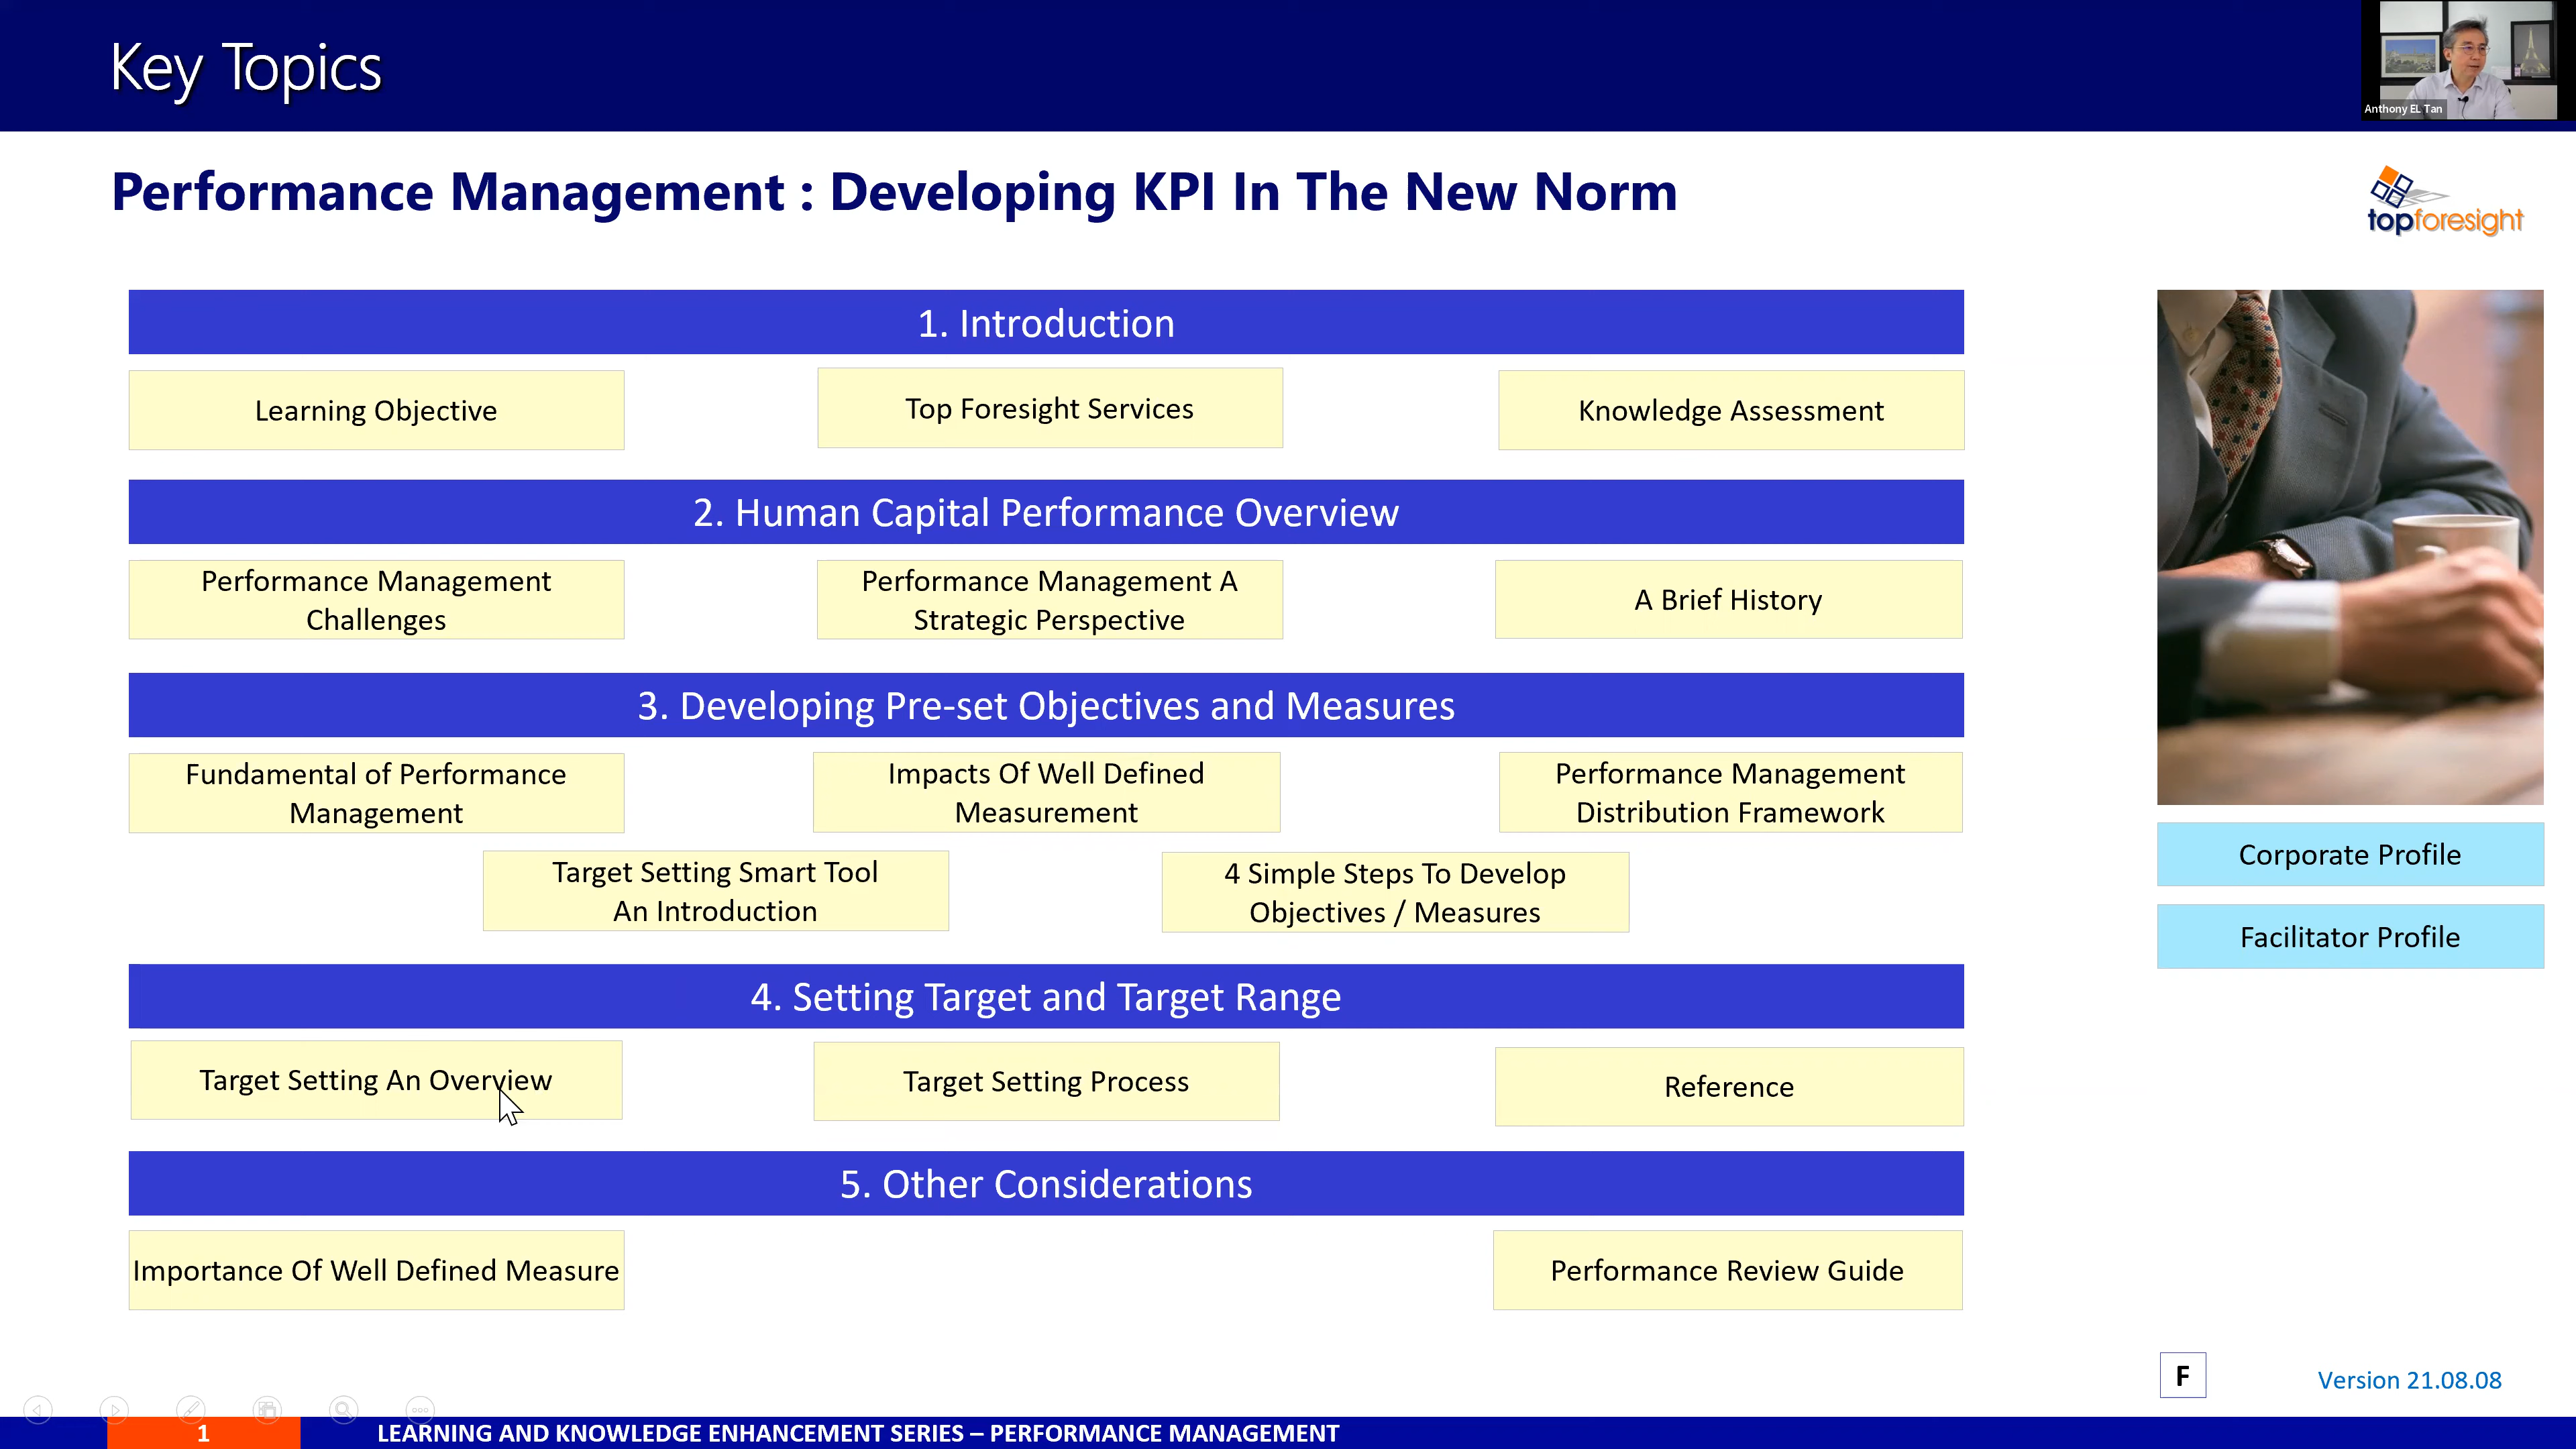 Key Topics
Anthony EL Tan
Performance Management : Developing KPI In The New Norm
topforesight
1. Introduction
Learning Objective
Top Foresight Services
Knowledge Assessment
2. Human Capital Performance Overview
Performance Management
Challenges
Performance Management A
Strategic Perspective
A Brief History
3. Developing Pre-set Objectives and Measures
Fundamental of Performance
Management
Impacts Of Well Defined
Measurement
Performance Management
Distribution Framework
Target Setting Smart Tool
An Introduction
4 Simple Steps To Develop
Objectives / Measures
4. Setting Target and Target Range
Target Setting An Overview
Target Setting Process
Reference
5. Other Considerations
Importance Of Well Defined Measure
Performance Review Guide
Corporate Profile
Facilitator Profile
F
Version 21.08.08
1
LEARNING AND KNOWLEDGE ENHANCEMENT SERIES – PERFORMANCE MANAGEMENT